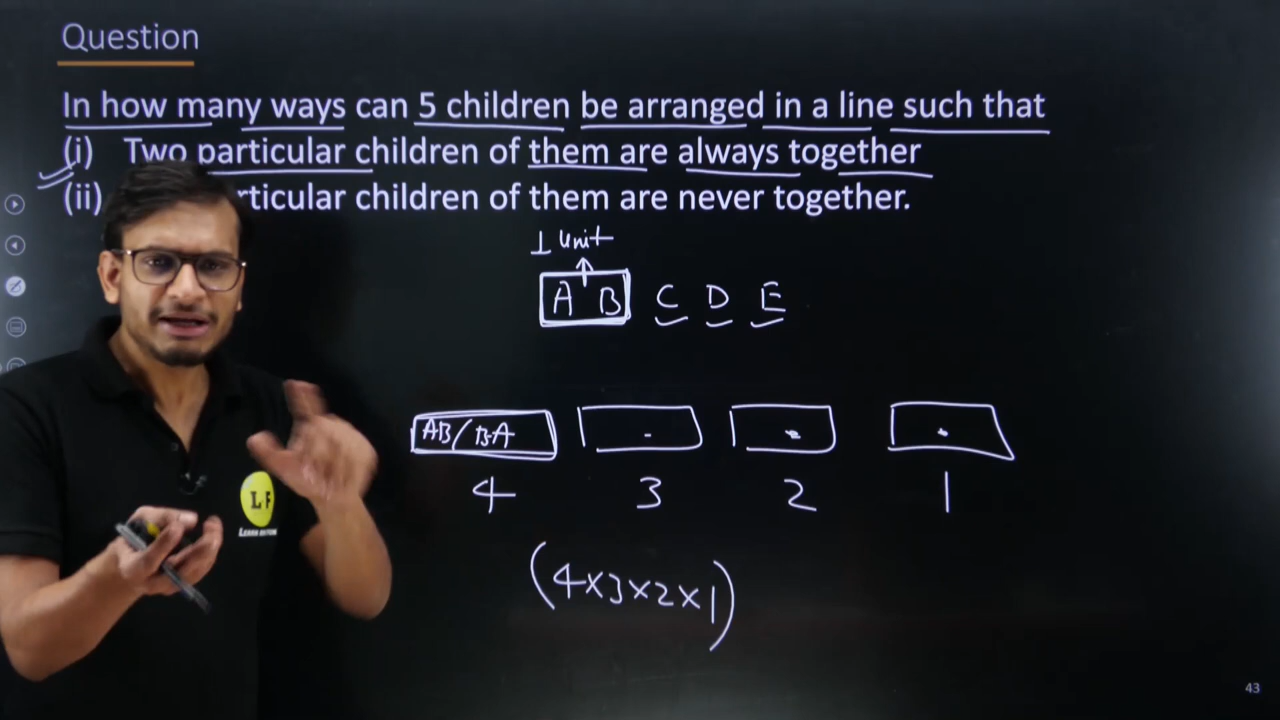 Question
In how many ways can 5 children be arranged in a line such that
(i) Two particular children of them are always together
(ii) rticular children of them are never together.
1 Unit
A B C D E
AB/BA
4 3 2 1
(4×3×2×1)
LF
LEARN
43